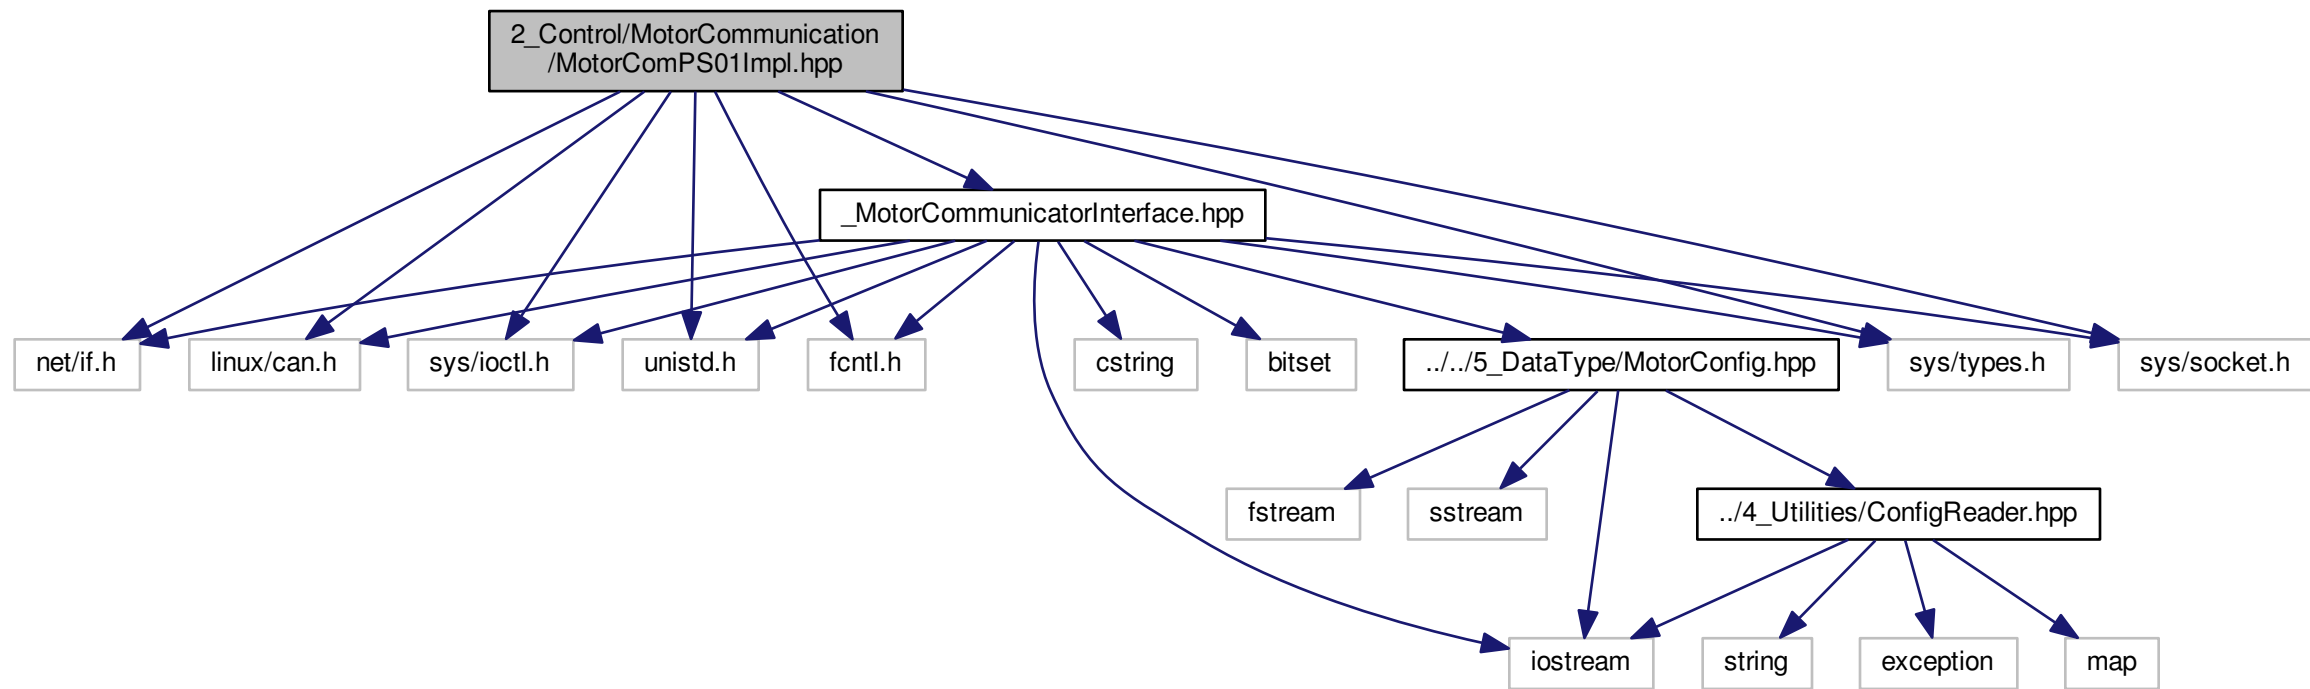 2_Control/MotorCommunication
/MotorComPS01Impl.hpp
_MotorCommunicatorInterface.hpp
net/if.h
linux/can.h
sys/ioctl.h
unistd.h
fcntl.h
cstring
bitset
../../5_DataType/MotorConfig.hpp
sys/types.h
sys/socket.h
fstream
sstream
../4_Utilities/ConfigReader.hpp
iostream
string
exception
map